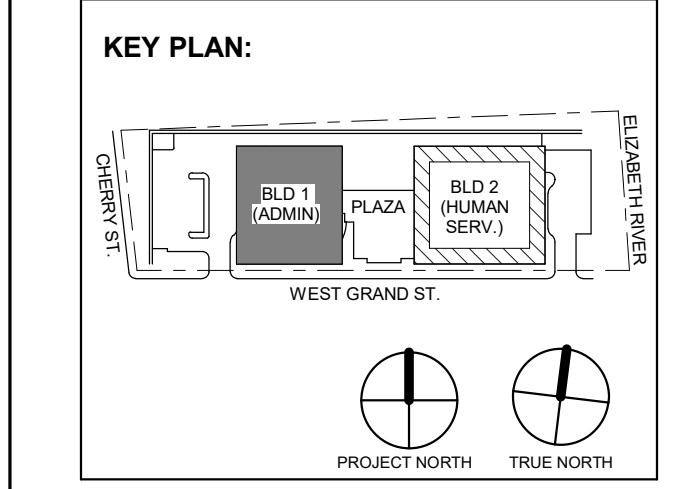 KEY PLAN:
CHERRY ST.
BLD 1
(ADMIN)
PLAZA
BLD 2
(HUMAN
SERV.)
ELIZABETH RIVER
WEST GRAND ST.
PROJECT NORTH
TRUE NORTH